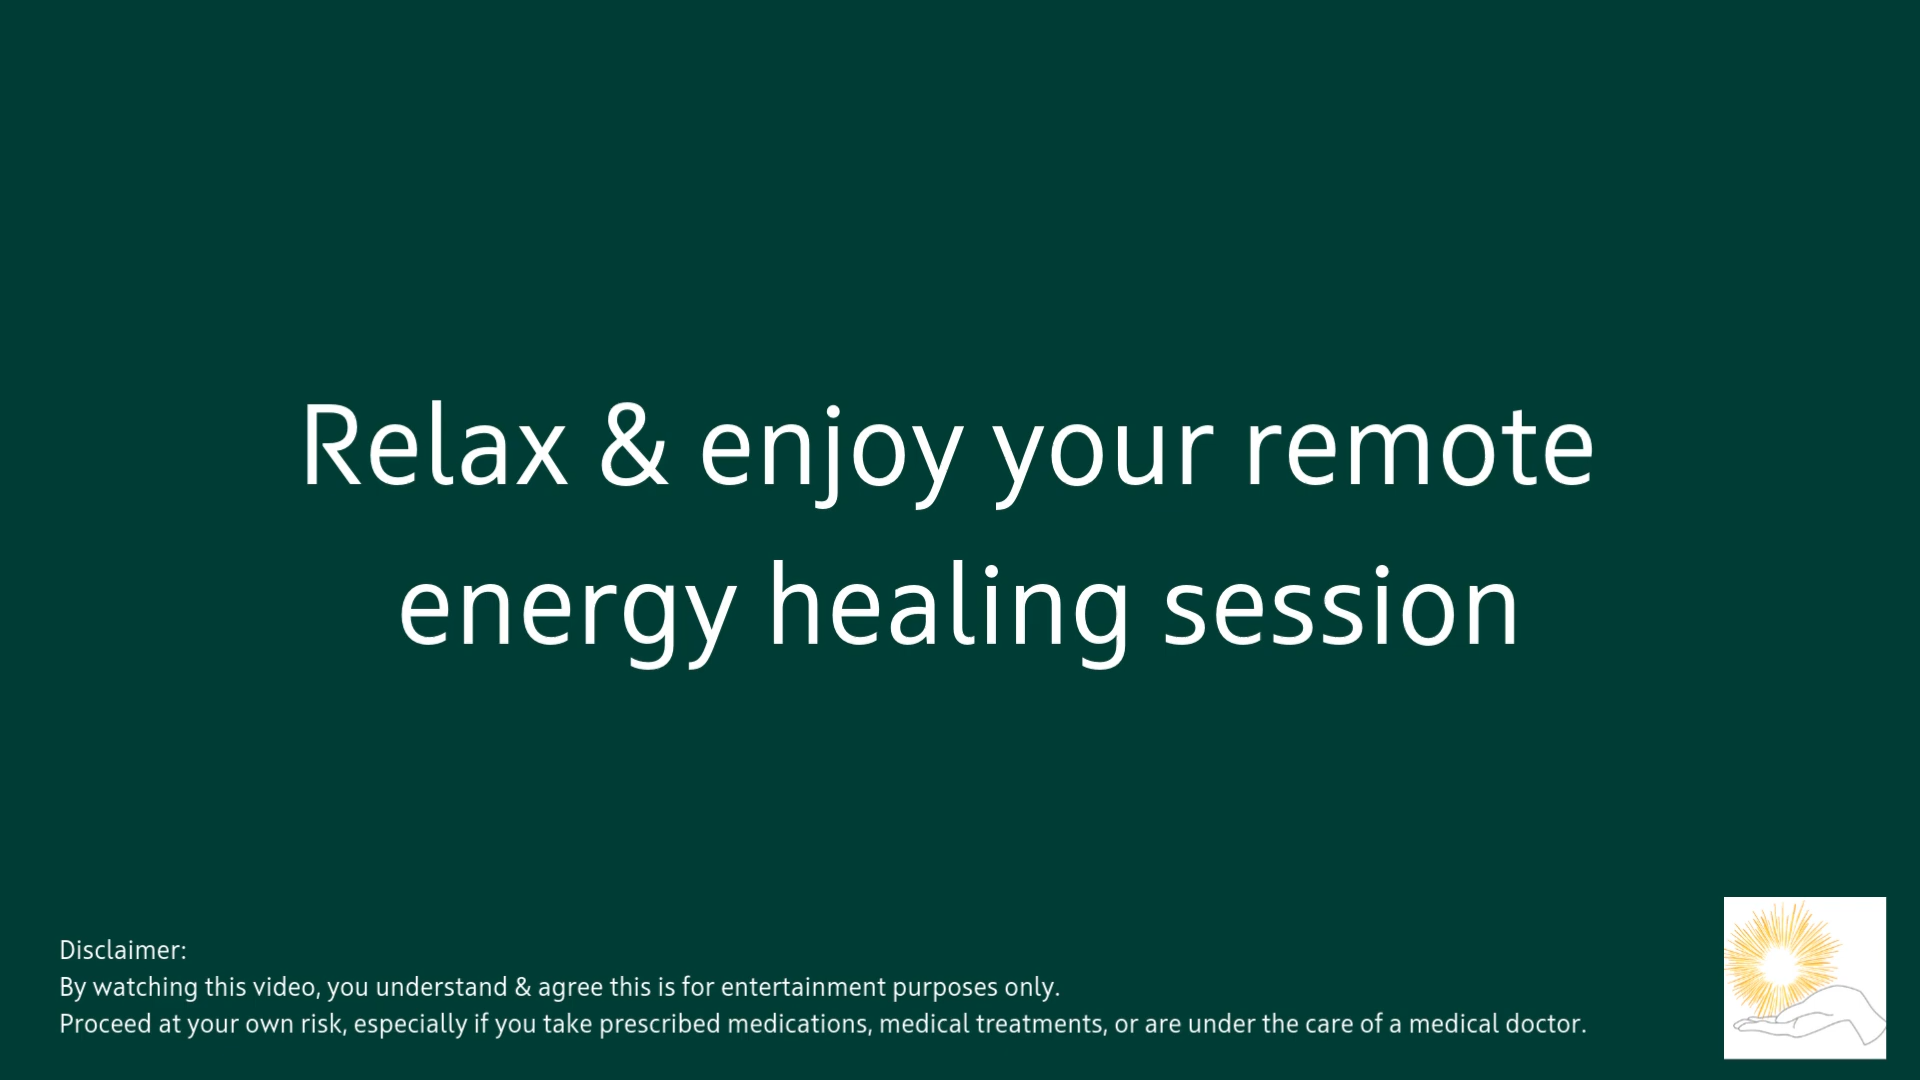 Relax & enjoy your remote
energy healing session
Disclaimer:
By watching this video, you understand & agree this is for entertainment purposes only.
Proceed at your own risk, especially if you take prescribed medications, medical treatments, or are under the care of a medical doctor.